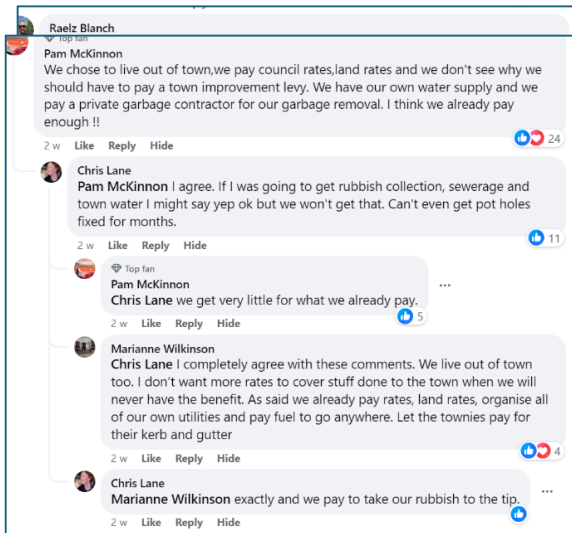 Raelz Blanch
Top fan
Pam McKinnon
We chose to live out of town,we pay council rates,land rates and we don't see why we
should have to pay a town improvement levy. We have our own water supply and we
pay a private garbage contractor for our garbage removal. I think we already pay
enough !!
24
2 w Like Reply Hide
Chris Lane
Pam McKinnon I agree. If I was going to get rubbish collection, sewerage and
town water I might say yep ok but we won't get that. Can't even get pot holes
fixed for months.
11
2 w Like Reply Hide
Top fan
Pam McKinnon
Chris Lane we get very little for what we already pay.
5
2 w Like Reply Hide
Marianne Wilkinson
Chris Lane I completely agree with these comments. We live out of town
too. I don't want more rates to cover stuff done to the town when we will
never have the benefit. As said we already pay rates, land rates, organise all
of our own utilities and pay fuel to go anywhere. Let the townies pay for
their kerb and gutter
4
2 w Like Reply Hide
Chris Lane
Marianne Wilkinson exactly and we pay to take our rubbish to the tip.
2 w Like Reply Hide